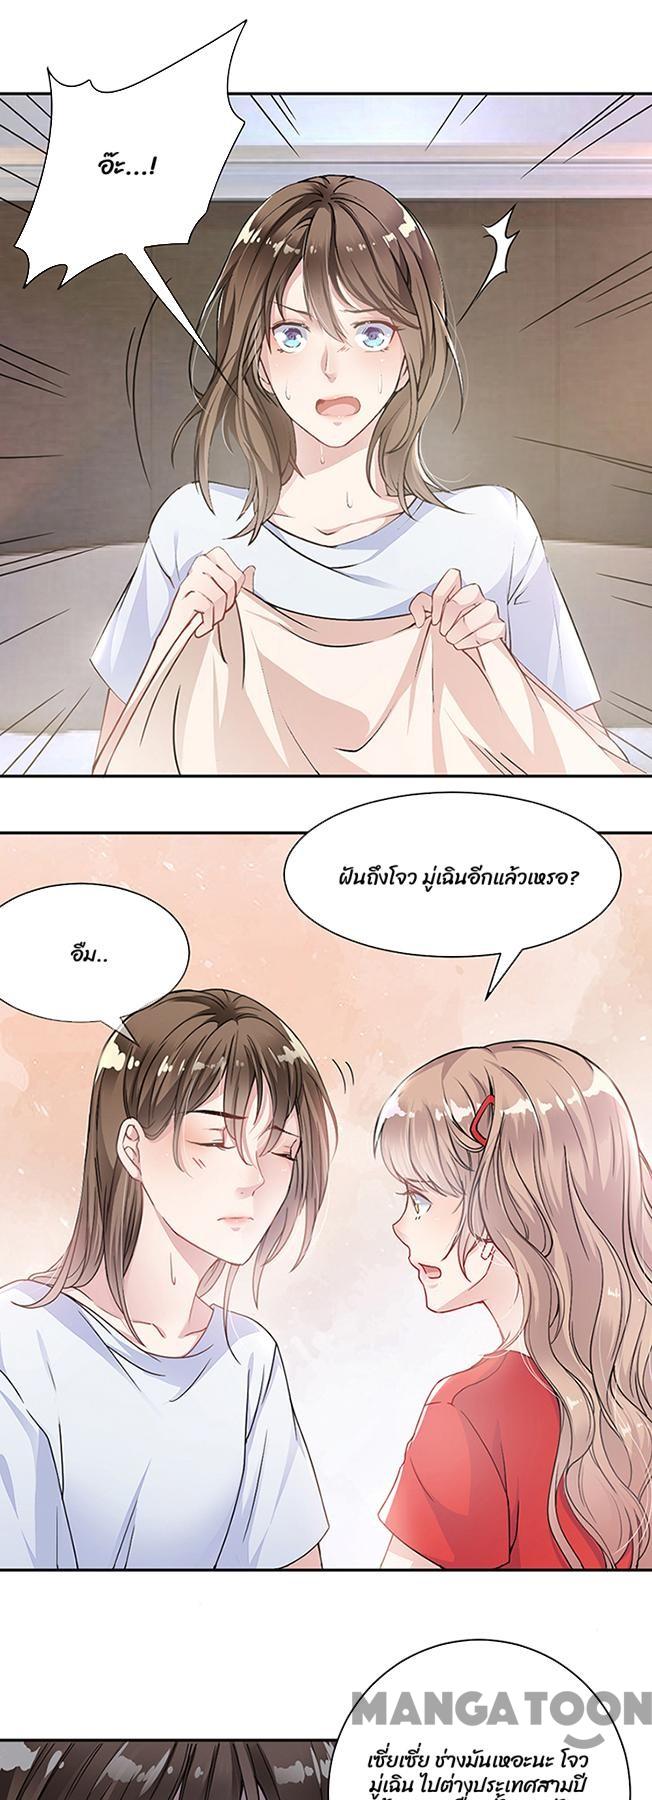 อ๊ะ...!
ฝันถึงโจว มู่เฉินอีกแล้วเหรอ?
อืม..
MANGATOON
เซี่ยเซี่ย ช่างมันเหอะนะ โจว
มู่เฉิน ไปต่างประเทศสามปี